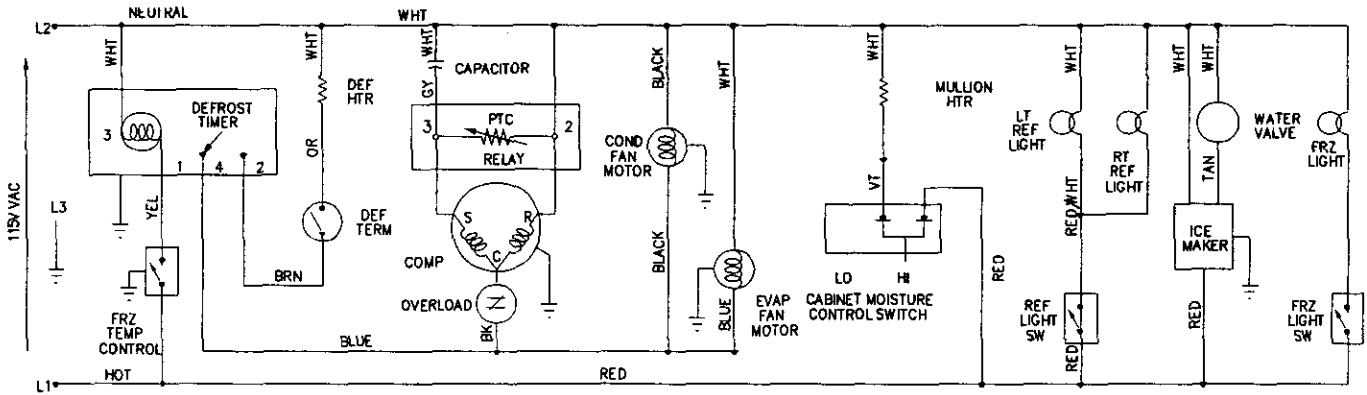 NEUTRAL
WHT
L2
WHT
WHT
WHT
CAPACITOR
GY
DEF
HTR
DEFROST
TIMER
3
1
4
2
OR
3
PTC
2
RELAY
BLACK
COND
FAN
MOTOR
WHT
WHT
MULLION
HTR
VT
WHT
LT
REF
LIGHT
RT
REF
LIGHT
WHT
WHT
WATER
VALVE
TAN
FRZ
LIGHT
115V VAC
L3
YEL
DEF
TERM
BRN
S
R
C
COMP
OVERLOAD
BK
BLACK
BLUE
EVAP
FAN
MOTOR
LO
HI
CABINET MOISTURE
CONTROL SWITCH
RED
RED
WHT
REF
LIGHT
SW
RED
ICE
MAKER
RED
FRZ
LIGHT
SW
FRZ
TEMP
CONTROL
BLUE
L1
HOT
RED